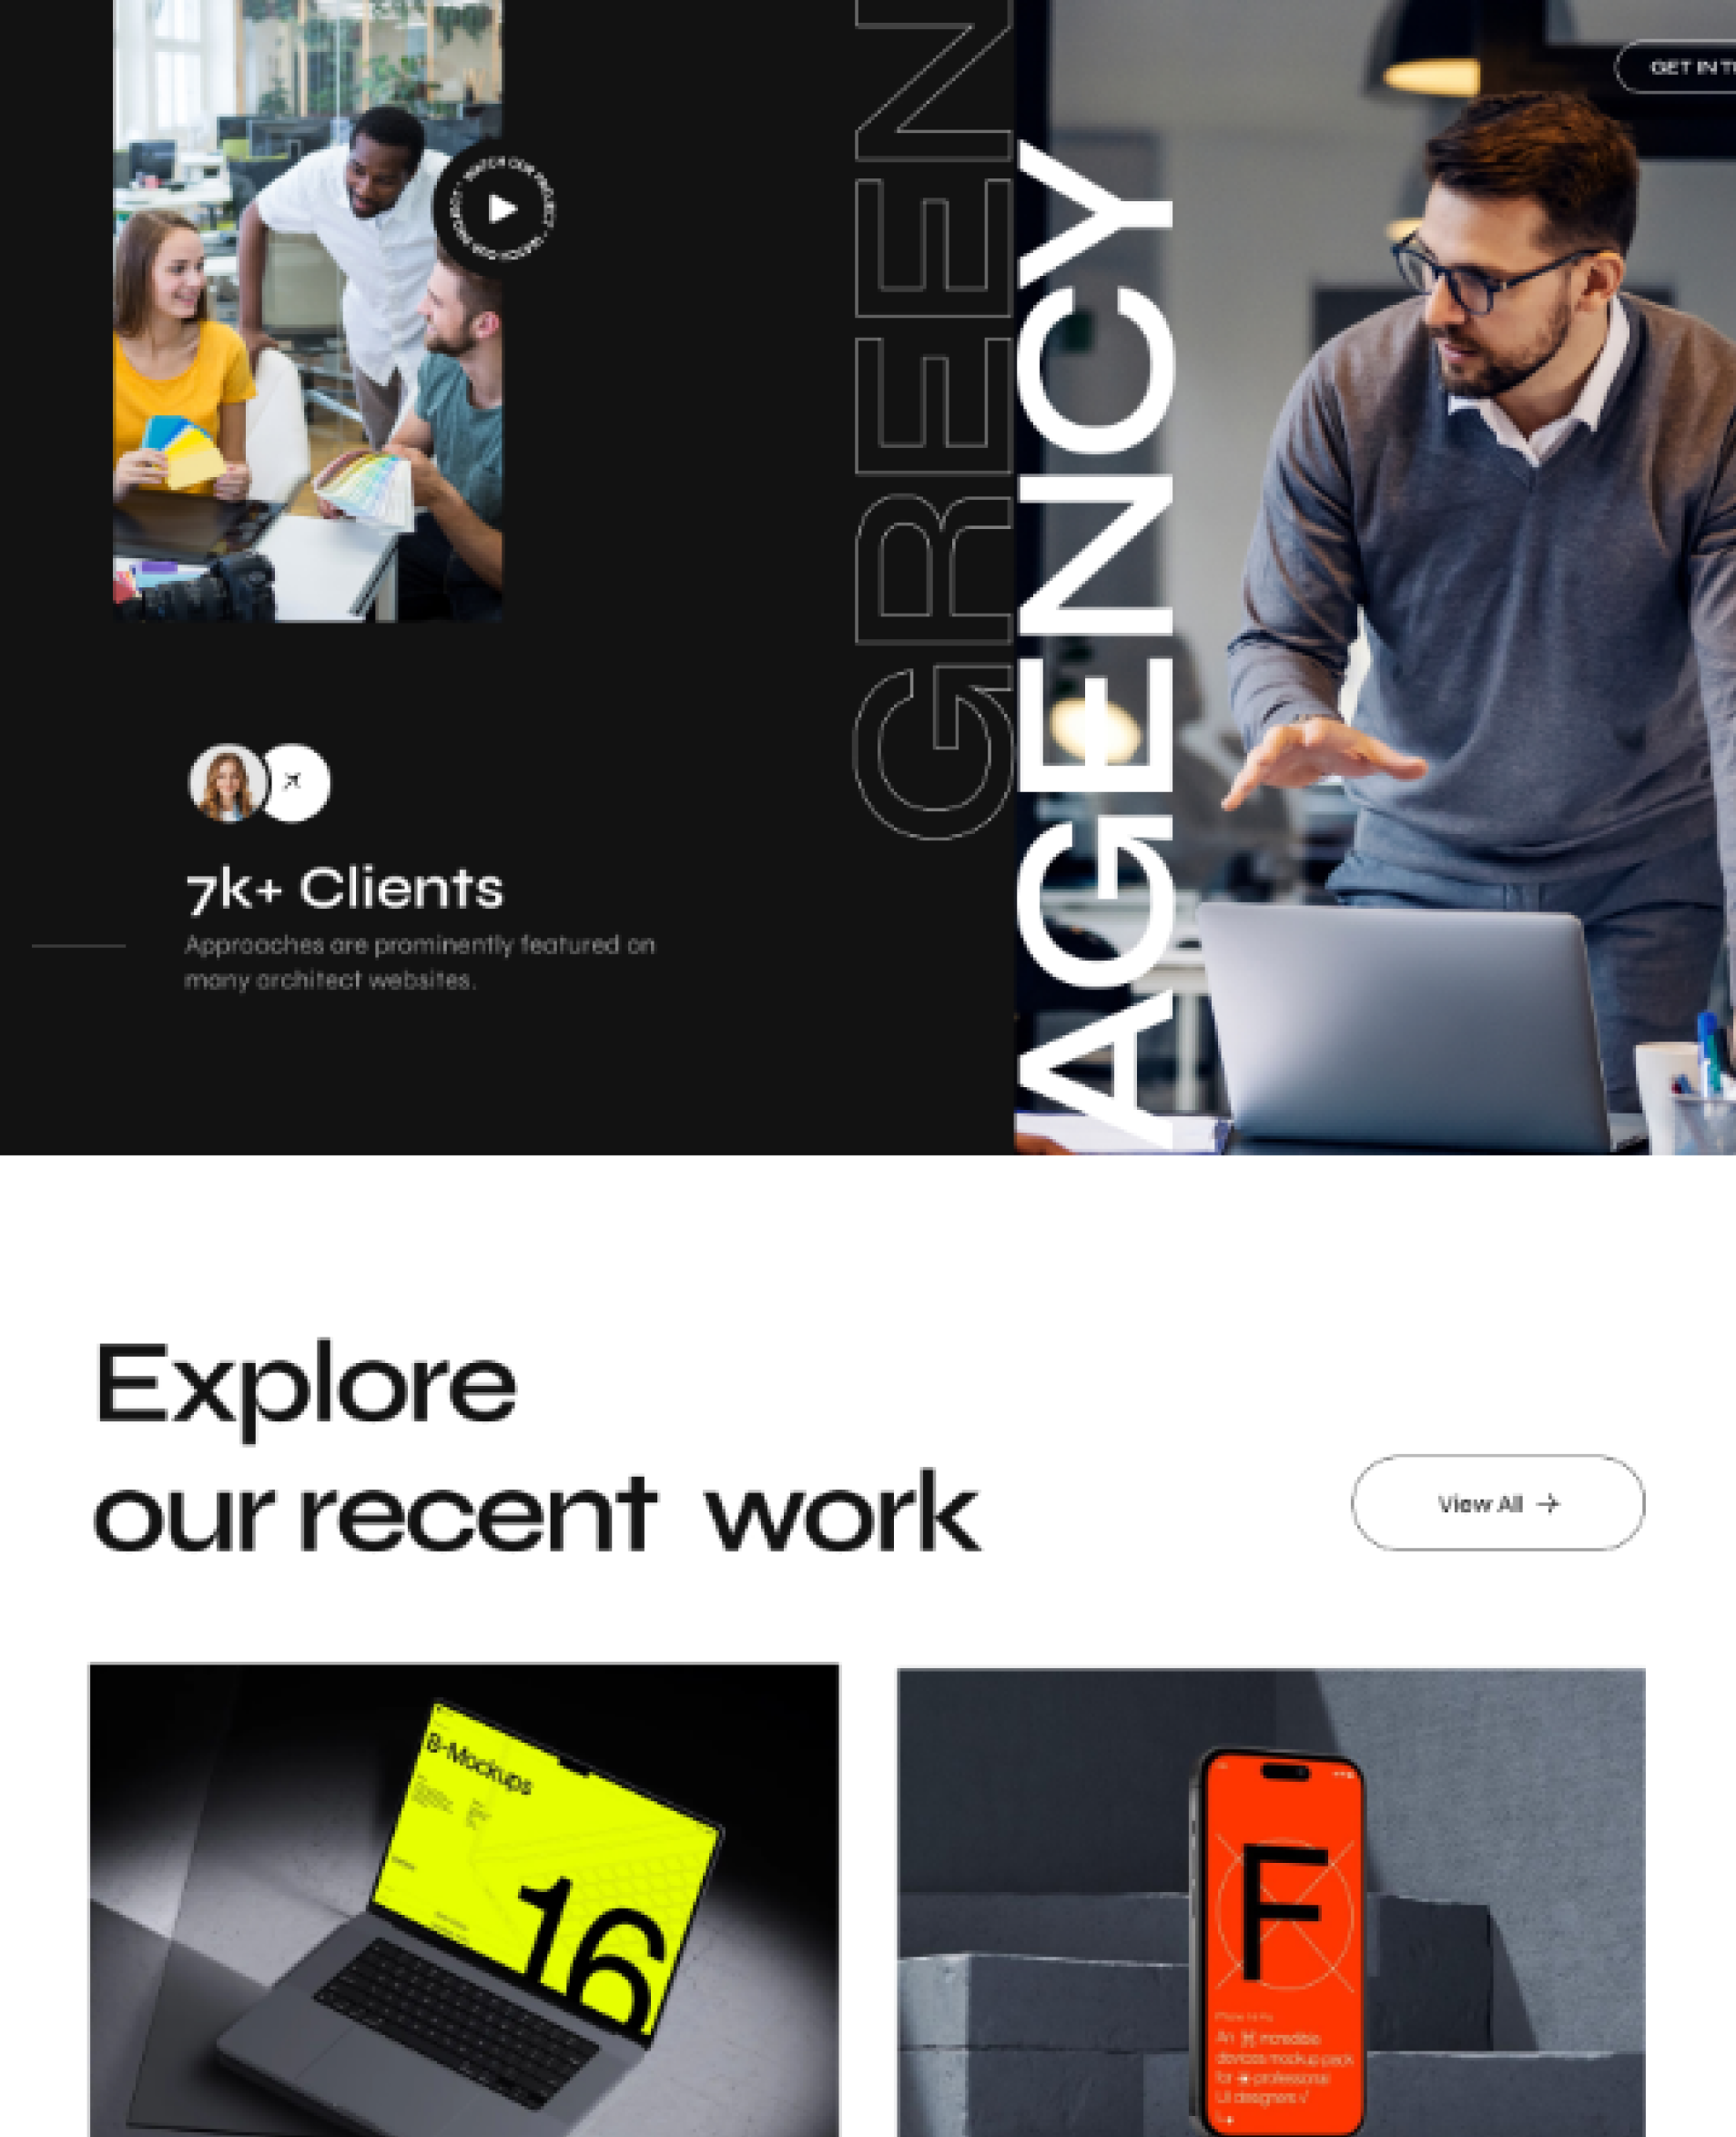 GET IN T
WATCH OUR PROJECT * WATCH OUR PROJECT *
GREEN
AGENCY
7k+ Clients
Approaches are prominently featured on
many architect websites.
Explore
our recent work
View All →
8-Mockups
16
F
An incredible
devices mockup pack
for professional
UI designers